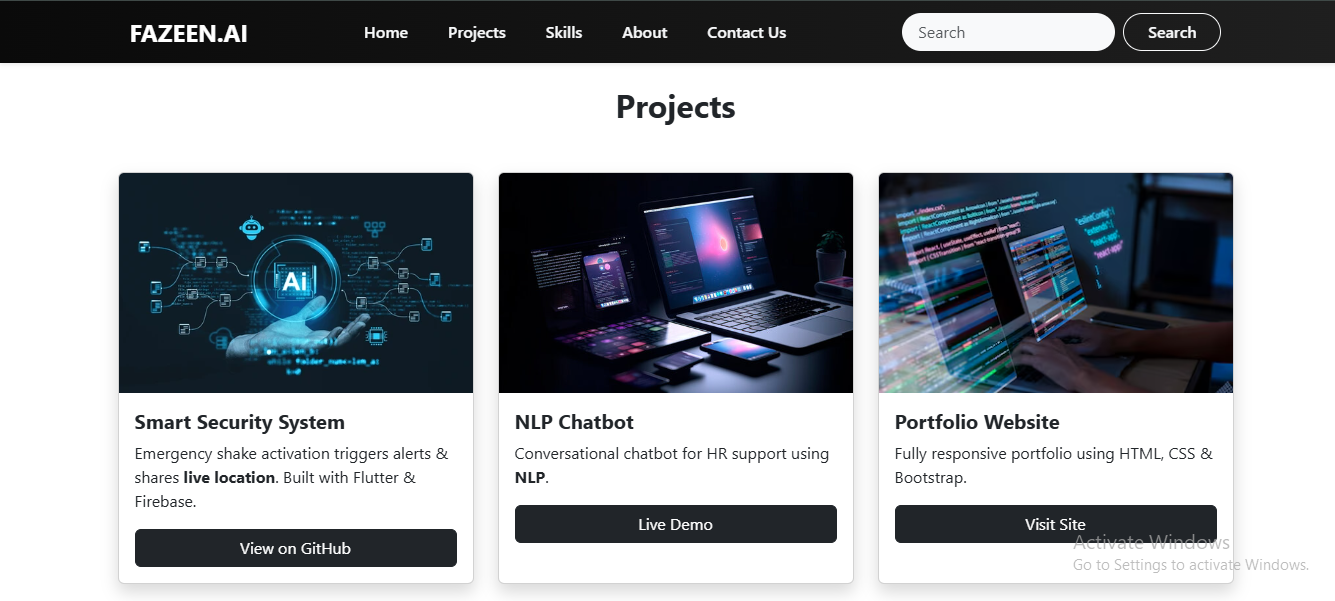 FAZEEN.AI
Home
Projects
Skills
About
Contact Us
Search
Search
Projects
Ai
Smart Security System
Emergency shake activation triggers alerts &
shares live location. Built with Flutter &
Firebase.
View on GitHub
NLP Chatbot
Conversational chatbot for HR support using
NLP.
Live Demo
Portfolio Website
Fully responsive portfolio using HTML, CSS &
Bootstrap.
Visit Site
Activate Windows
Go to Settings to activate Windows.